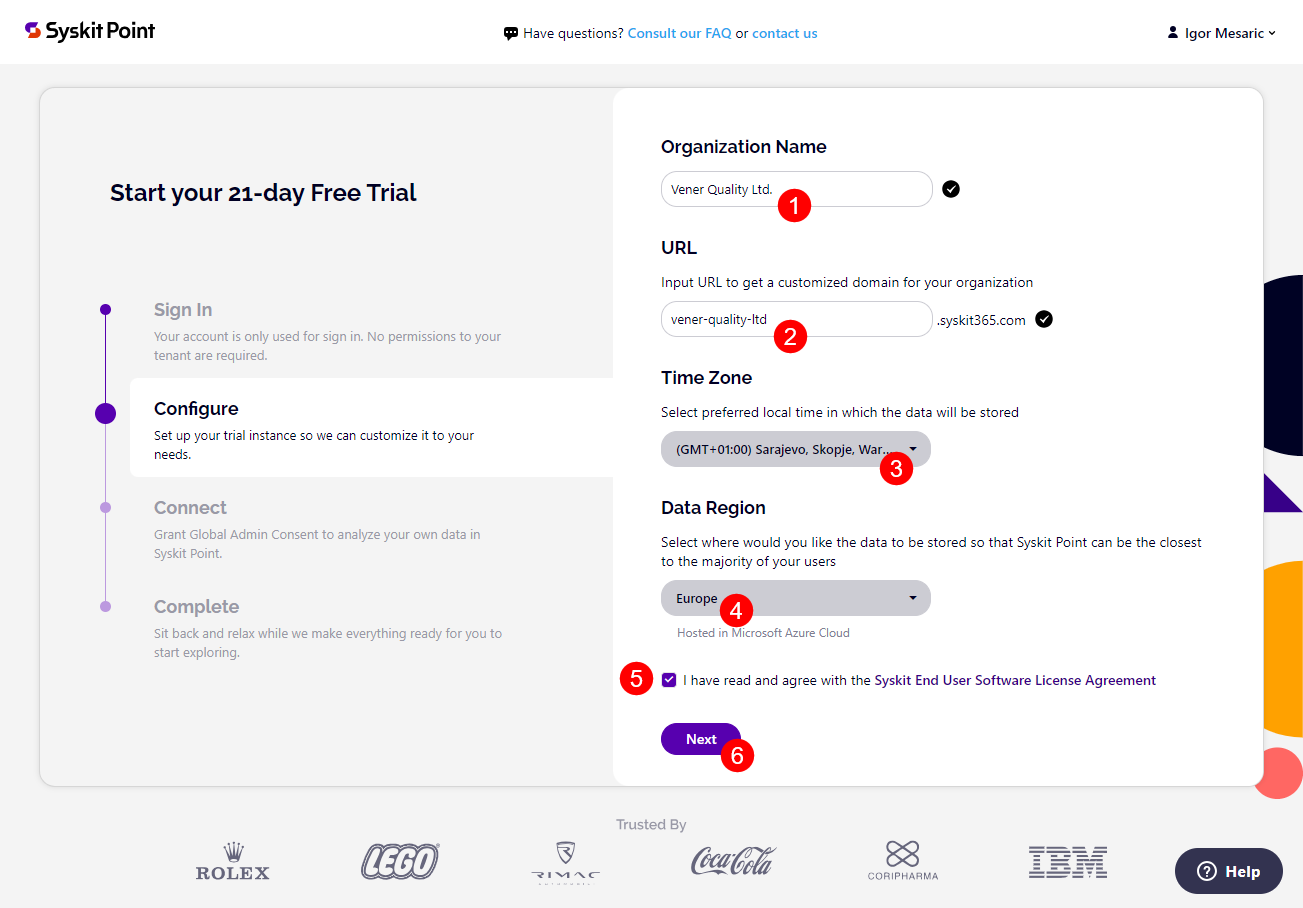 Syskit Point
Have questions? Consult our FAQ or contact us
Igor Mesaric
Start your 21-day Free Trial
Sign In
Your account is only used for sign in. No permissions to your
tenant are required.
Configure
Set up your trial instance so we can customize it to your
needs.
Connect
Grant Global Admin Consent to analyze your own data in
Syskit Point.
Complete
Sit back and relax while we make everything ready for you to
start exploring.
Organization Name
Vener Quality Ltd.
1
URL
Input URL to get a customized domain for your organization
vener-quality-ltd .syskit365.com
2
Time Zone
Select preferred local time in which the data will be stored
(GMT+01:00) Sarajevo, Skopje, War...
3
Data Region
Select where would you like the data to be stored so that Syskit Point can be the closest
to the majority of your users
Europe
4
Hosted in Microsoft Azure Cloud
5 I have read and agree with the Syskit End User Software License Agreement
Next
6
Trusted By
ROLEX
LEGO
RIMAC
Coca-Cola
CORIPHARMA
IBM
Help